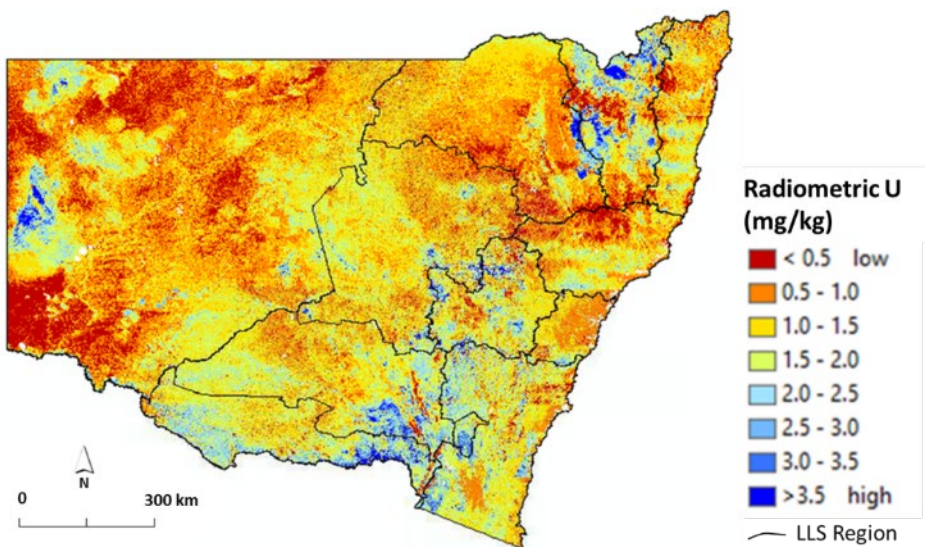 Radiometric U
(mg/kg)
< 0.5 low
0.5 - 1.0
1.0 - 1.5
1.5 - 2.0
2.0 - 2.5
2.5 - 3.0
3.0 - 3.5
>3.5 high
LLS Region
N
0 300 km